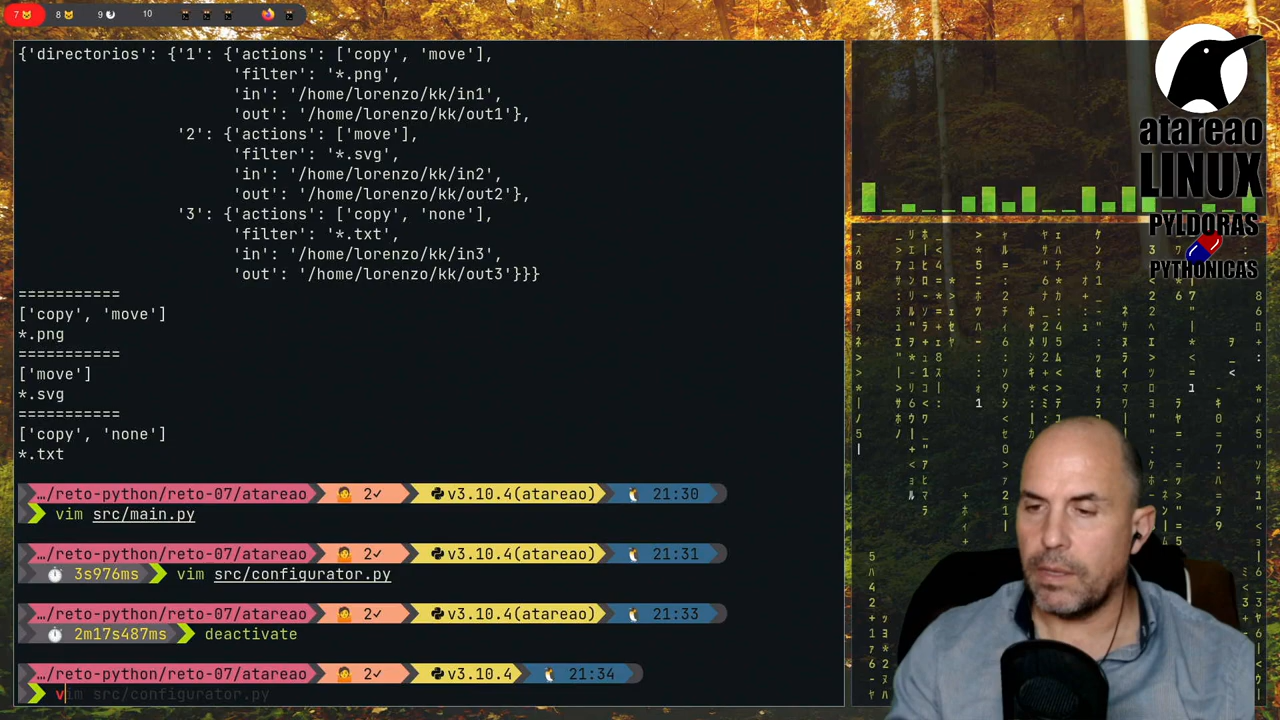 7 8 9 10
{'directorios': {'1': {'actions': ['copy', 'move'],
'filter': '*.png',
'in': '/home/lorenzo/kk/in1',
'out': '/home/lorenzo/kk/out1'},
'2': {'actions': ['move'],
'filter': '*.svg',
'in': '/home/lorenzo/kk/in2',
'out': '/home/lorenzo/kk/out2'},
'3': {'actions': ['copy', 'none'],
'filter': '*.txt',
'in': '/home/lorenzo/kk/in3',
'out': '/home/lorenzo/kk/out3'}}}
===========
['copy', 'move']
*.png
===========
['move']
*.svg
===========
['copy', 'none']
*.txt
…/reto-python/reto-07/atareao 2✓ v3.10.4(atareao) 21:30
vim src/main.py
…/reto-python/reto-07/atareao 2✓ v3.10.4(atareao) 21:31
3s976ms vim src/configurator.py
…/reto-python/reto-07/atareao 2✓ v3.10.4(atareao) 21:33
2m17s487ms deactivate
…/reto-python/reto-07/atareao 2✓ v3.10.4 21:34
vim src/configurator.py
atareao
LINUX
PYLDORAS
PYTHONICAS